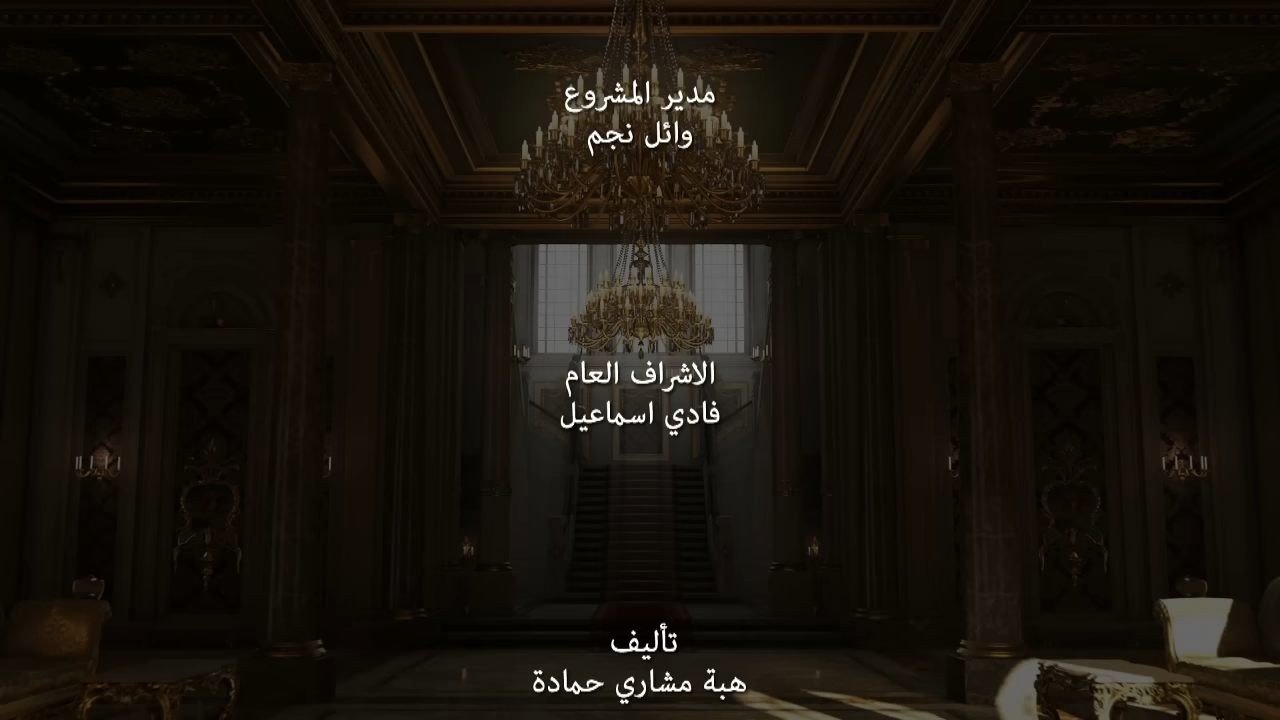 مدير المشروع
وائل نجم
الاشراف العام
فادي اسماعيل
تأليف
هبة مشاري حمادة